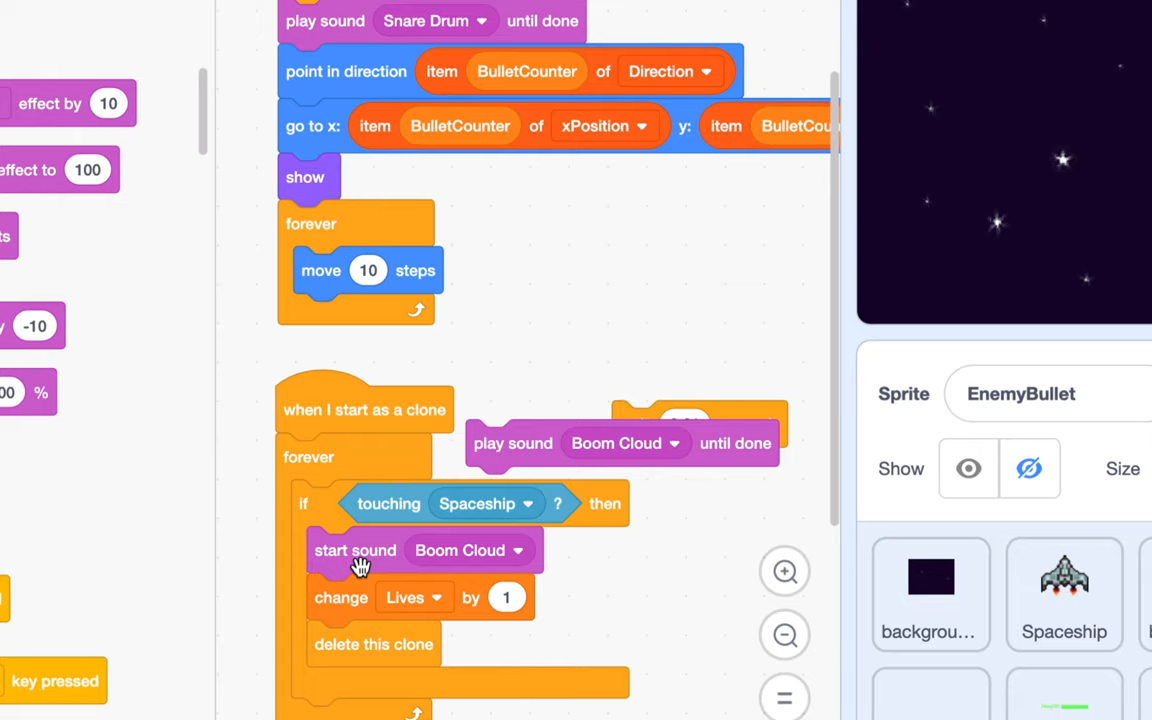 play sound Snare Drum until done
effect by 10
point in direction item BulletCounter of Direction
go to x: item BulletCounter of xPosition y: item
effect to 100
show
forever
move 10 steps
-10
%
Sprite EnemyBullet
when I start as a clone
play sound Boom Cloud until done
forever
Show Size
if touching Spaceship ? then
start sound Boom Cloud
change Lives by 1
backgrou... Spaceship
delete this clone
key pressed